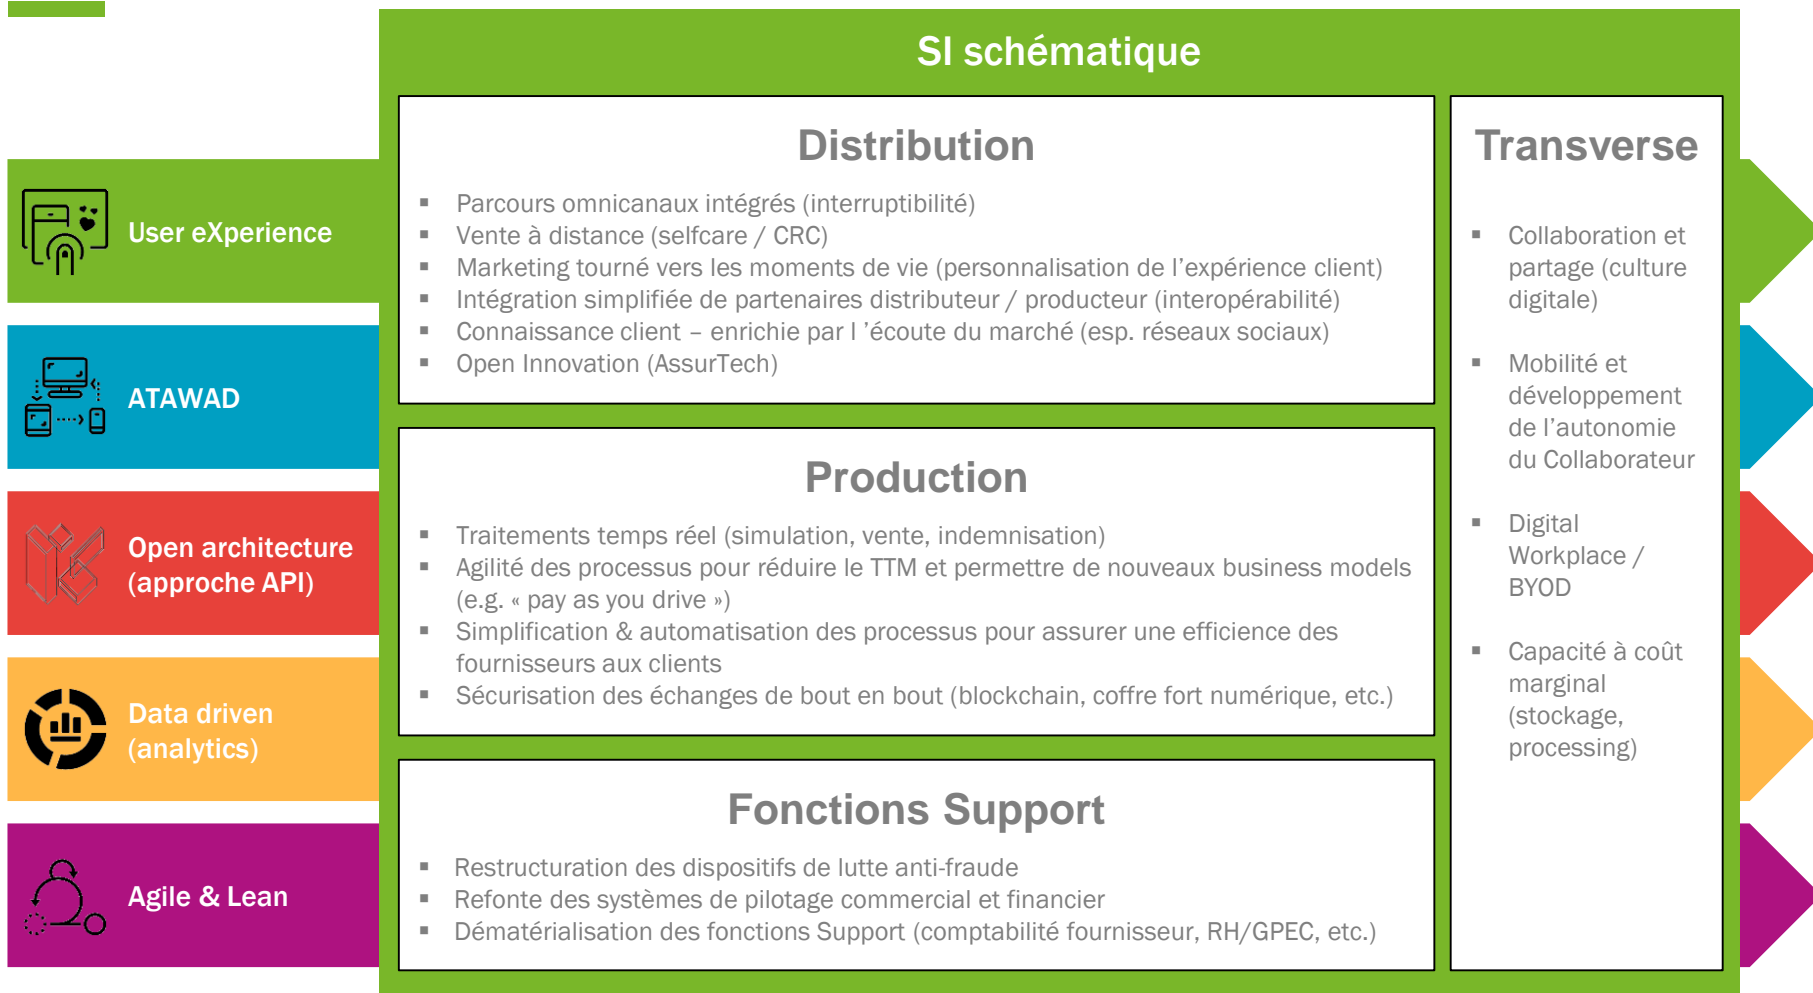 SI schématique
User eXperience
ATAWAD
Open architecture
(approche API)
Data driven
(analytics)
Agile & Lean
Distribution
▪ Parcours omnicanaux intégrés (interruptibilité)
▪ Vente à distance (selfcare / CRC)
▪ Marketing tourné vers les moments de vie (personnalisation de l’expérience client)
▪ Intégration simplifiée de partenaires distributeur / producteur (interopérabilité)
▪ Connaissance client – enrichie par l ’écoute du marché (esp. réseaux sociaux)
▪ Open Innovation (AssurTech)
Production
▪ Traitements temps réel (simulation, vente, indemnisation)
▪ Agilité des processus pour réduire le TTM et permettre de nouveaux business models
(e.g. « pay as you drive »)
▪ Simplification & automatisation des processus pour assurer une efficience des
fournisseurs aux clients
▪ Sécurisation des échanges de bout en bout (blockchain, coffre fort numérique, etc.)
Fonctions Support
▪ Restructuration des dispositifs de lutte anti-fraude
▪ Refonte des systèmes de pilotage commercial et financier
▪ Dématérialisation des fonctions Support (comptabilité fournisseur, RH/GPEC, etc.)
Transverse
▪ Collaboration et
partage (culture
digitale)
▪ Mobilité et
développement
de l’autonomie
du Collaborateur
▪ Digital
Workplace /
BYOD
▪ Capacité à coût
marginal
(stockage,
processing)